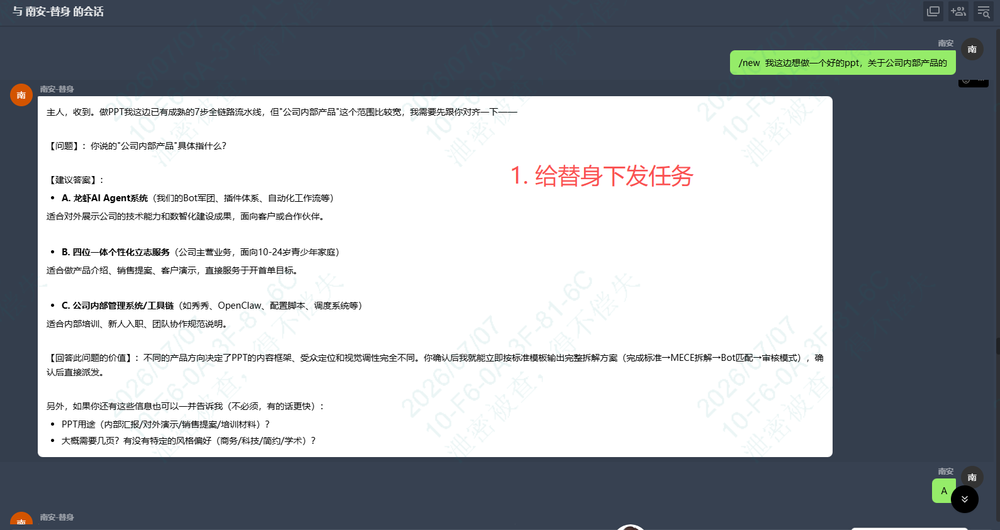 与 南安-替身 的会话
南安
南
/new 我这边想做一个好的ppt，关于公司内部产品的
南
南安-替身
主人，收到。做PPT我这边已有成熟的7步全链路流水线，但"公司内部产品"这个范围比较宽，我需要先跟你对齐一下——
【问题】：你说的"公司内部产品"具体指什么？
1. 给替身下发任务
【建议答案】：
• A. 龙虾AI Agent系统（我们的Bot军团、插件体系、自动化工作流等）
适合对外展示公司的技术能力和数智化建设成果，面向客户或合作伙伴。
• B. 四位一体个性化立志服务（公司主营业务，面向10-24岁青少年家庭）
适合做产品介绍、销售提案、客户演示，直接服务于开首单目标。
• C. 公司内部管理系统/工具链（如秀秀、OpenClaw、配置脚本、调度系统等）
适合内部培训、新人入职、团队协作规范说明。
【回答此问题的价值】：不同的产品方向决定了PPT的内容框架、受众定位和视觉调性完全不同。你确认后我就能立即按标准模板输出完整拆解方案（完成标准→MECE拆解→Bot匹配→审核模式），确
认后直接派发。
另外，如果你还有这些信息也可以一并告诉我（不必须，有的话更快）：
• PPT用途（内部汇报/对外演示/销售提案/培训材料）？
• 大概需要几页？有没有特定的风格偏好（商务/科技/简约/学术）？
南安
南
A
南安-替身
南
2026/07/07
10-F6-0A-3F-81-6C
泄密被查，得不偿失